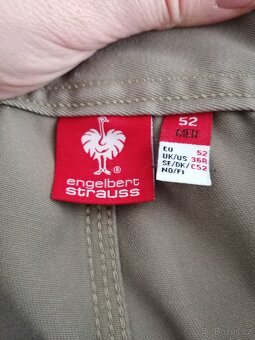 engelbert
strauss
®
52
MEN
EU 52
UK/US 36R
SE/DK/ C52
NO/FI